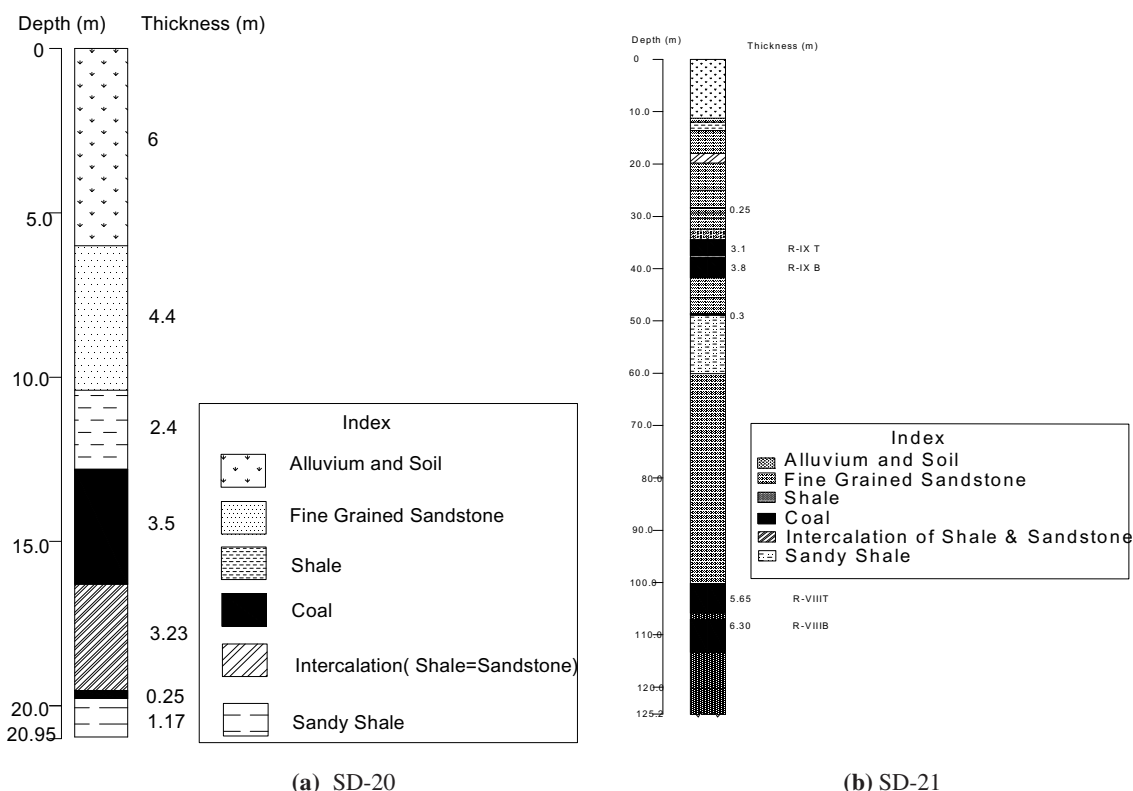 Depth (m) Thickness (m)
0
6
5.0
4.4
10.0
2.4
3.5
15.0
3.23
0.25
20.0
1.17
20.95
Index
Alluvium and Soil
Fine Grained Sandstone
Shale
Coal
Intercalation( Shale=Sandstone)
Sandy Shale
(a) SD-20
Depth (m) Thickness (m)
0
10.0
20.0
0.25
30.0
3.1 R-IX T
3.8 R-IX B
40.0
0.3
50.0
60.0
70.0
80.0
90.0
100.0
5.65 R-VIIIT
6.30 R-VIIIB
110.0
120.0
125.2
Index
Alluvium and Soil
Fine Grained Sandstone
Shale
Coal
Intercalation of Shale & Sandstone
Sandy Shale
(b) SD-21